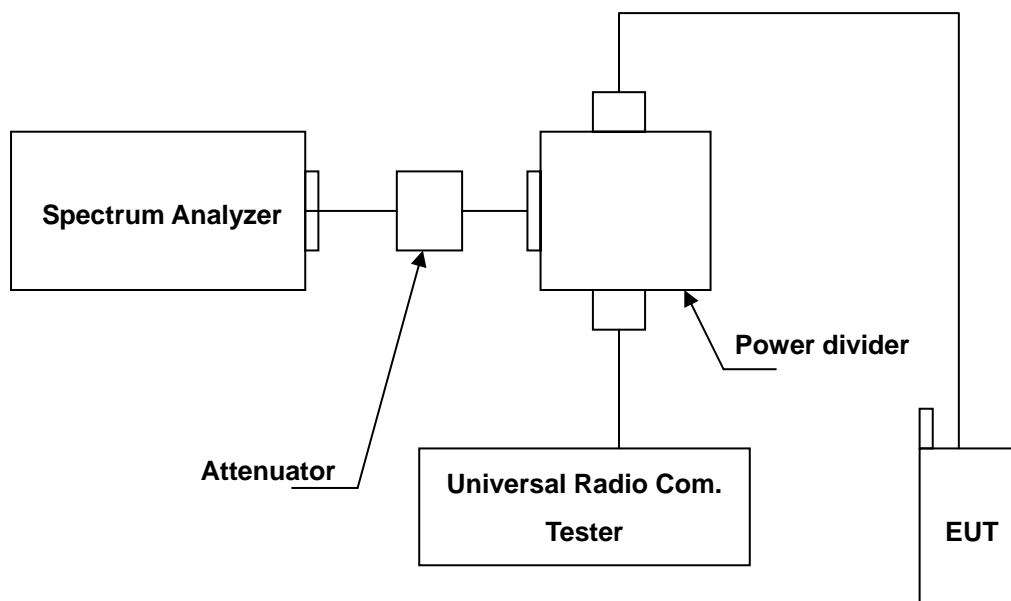 Spectrum Analyzer
Power divider
Attenuator
Universal Radio Com.
Tester
EUT